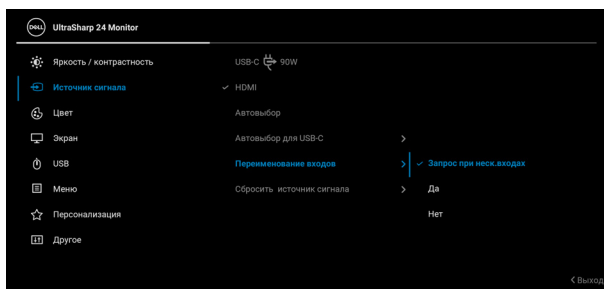 DELL UltraSharp 24 Monitor
Яркость / контрастность USB-C 90W
Источник сигнала HDMI
Цвет Автовыбор
Экран Автовыбор для USB-C
USB Переименование входов Запрос при неск.входах
Меню Сбросить источник сигнала Да
Персонализация Нет
Другое
Выход